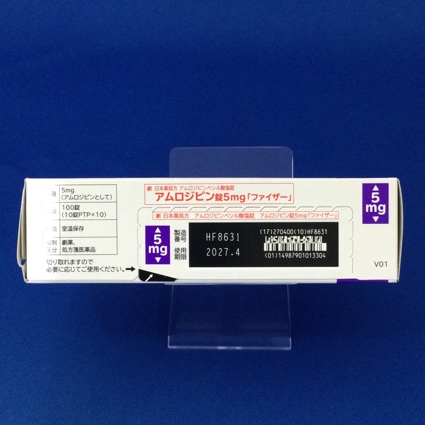 5mg
(アムロジピンとして)
100錠
(10錠PTP×10)
室温保存
劇薬、
処方箋医薬品
切り取れますので
必要に応じてご使用ください。
劇 日本薬局方 アムロジピンベシル酸塩錠
アムロジピン錠5mg「ファイザー」
劇 日本薬局方 アムロジピンベシル酸塩錠 アムロジピン錠5mg「ファイザー」
5
mg
製造
番号
HF8631
使用
期限
2027.4
(17)270400(10)HF8631
(01)14987901013304
5
mg
V01